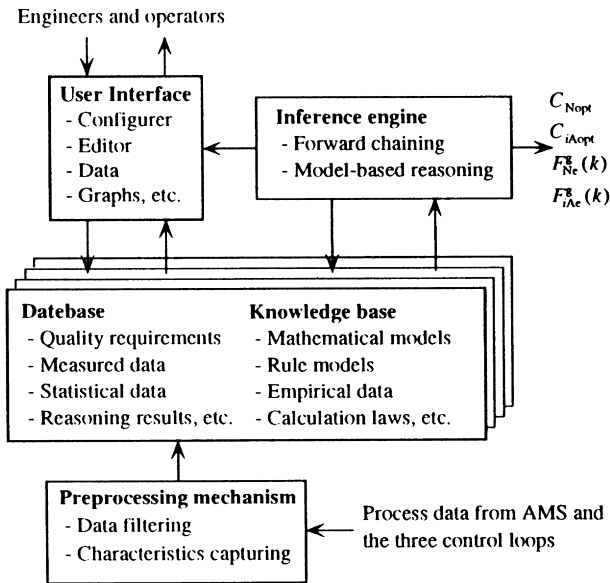 Engineers and operators
User Interface
- Configurer
- Editor
- Data
- Graphs, etc.
Inference engine
- Forward chaining
- Model-based reasoning
C_Nopt
C_iAopt
F^g_Ne(k)
F^g_iAe(k)
Datebase
- Quality requirements
- Measured data
- Statistical data
- Reasoning results, etc.
Knowledge base
- Mathematical models
- Rule models
- Empirical data
- Calculation laws, etc.
Preprocessing mechanism
- Data filtering
- Characteristics capturing
Process data from AMS and
the three control loops